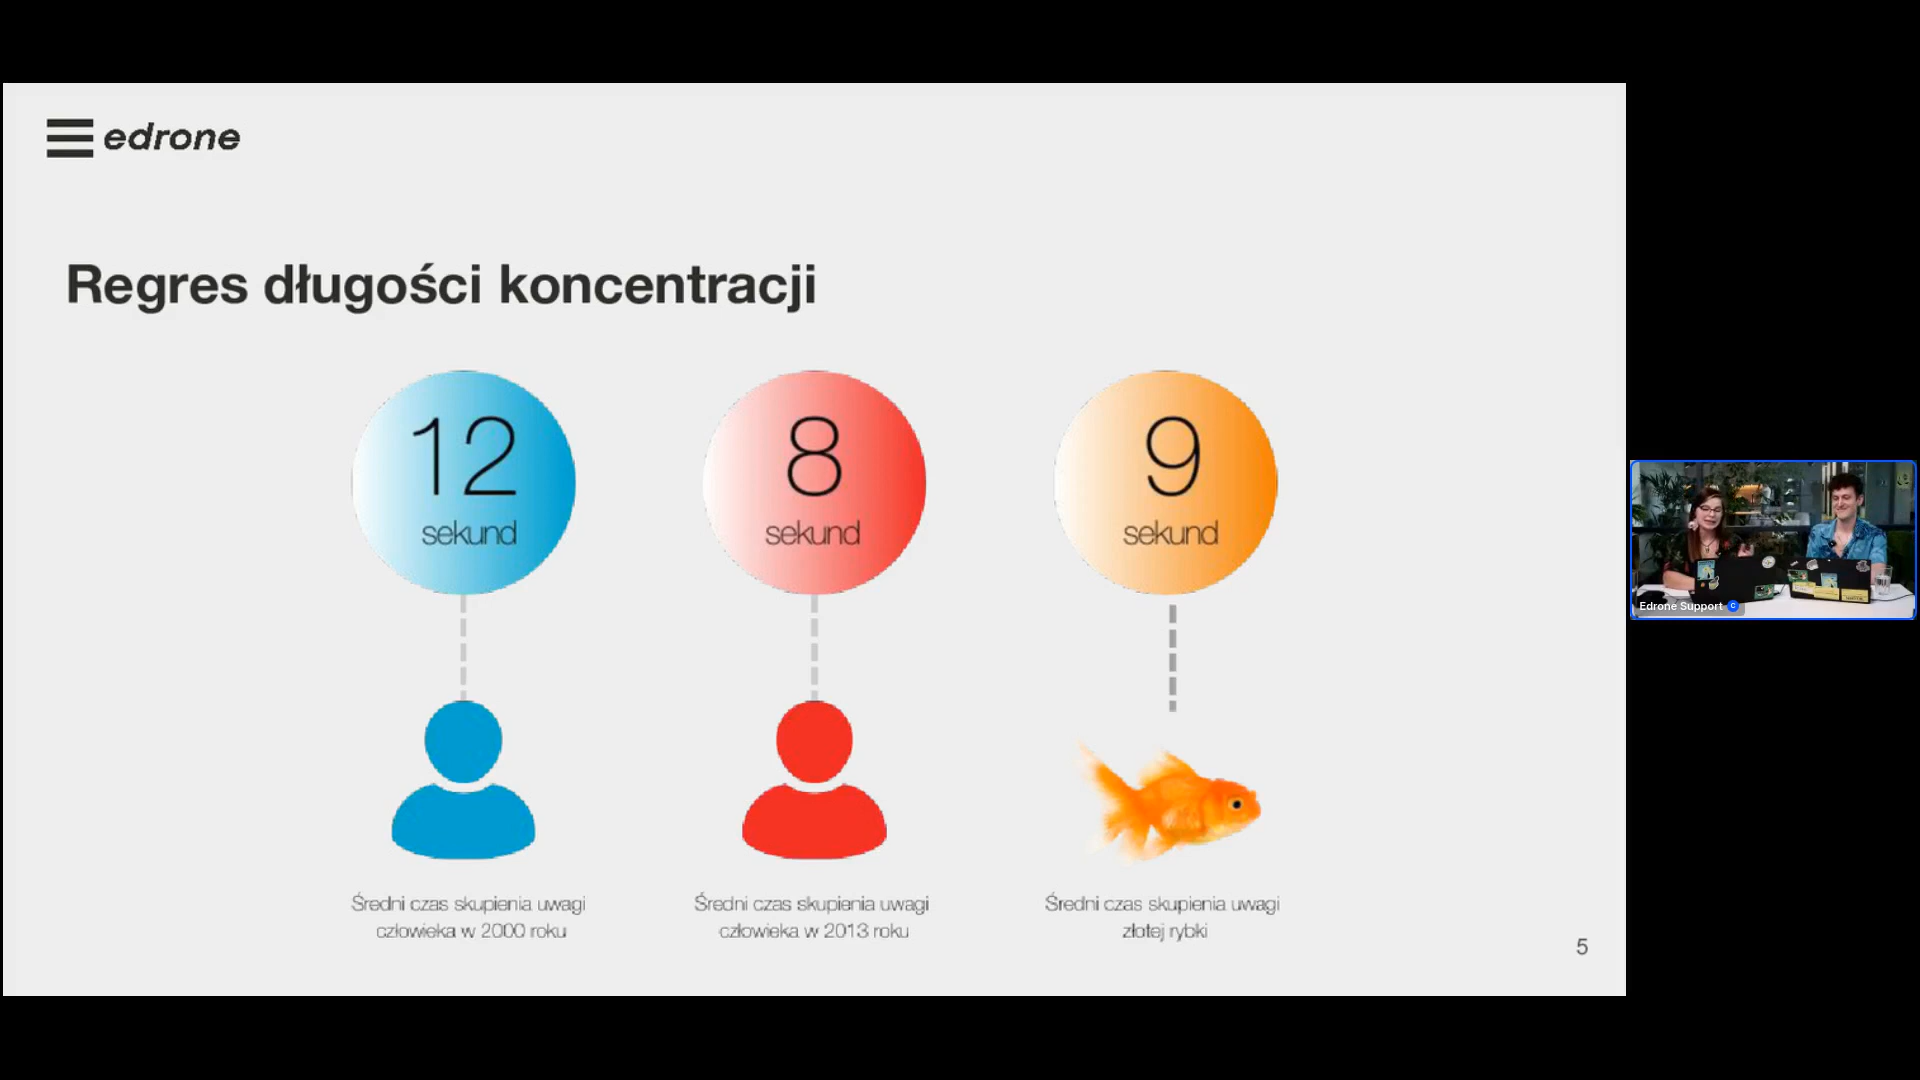 edrone
Regres długości koncentracji
12
sekund
8
sekund
9
sekund
Średni czas skupienia uwagi
człowieka w 2000 roku
Średni czas skupienia uwagi
człowieka w 2013 roku
Średni czas skupienia uwagi
złotej rybki
5
Edrone Support